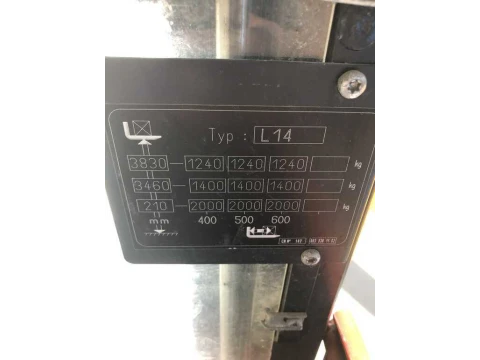 Typ : L14
3830 1240 1240 1240 kg
3460 1400 1400 1400 kg
210 2000 2000 2000 kg
mm 400 500 600